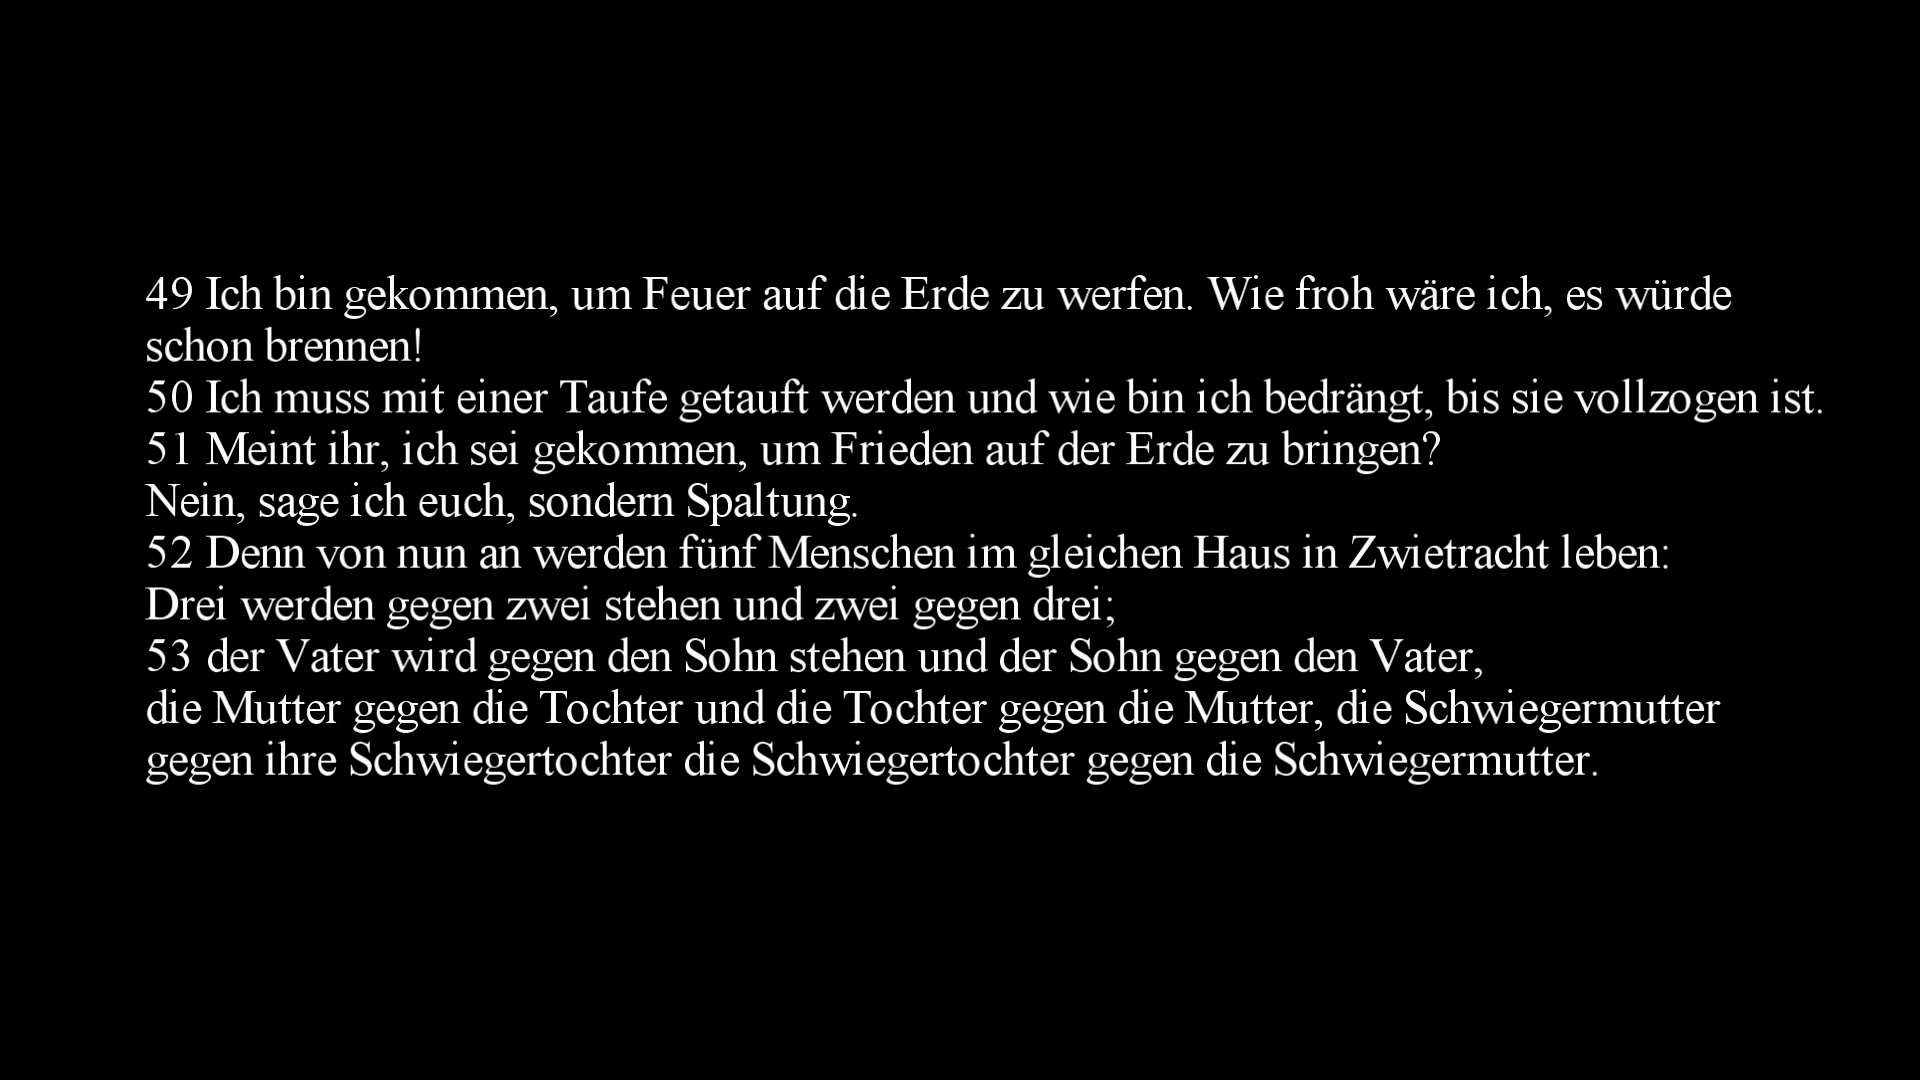 49 Ich bin gekommen, um Feuer auf die Erde zu werfen. Wie froh wäre ich, es würde
schon brennen!
50 Ich muss mit einer Taufe getauft werden und wie bin ich bedrängt, bis sie vollzogen ist.
51 Meint ihr, ich sei gekommen, um Frieden auf der Erde zu bringen?
Nein, sage ich euch, sondern Spaltung.
52 Denn von nun an werden fünf Menschen im gleichen Haus in Zwietracht leben:
Drei werden gegen zwei stehen und zwei gegen drei;
53 der Vater wird gegen den Sohn stehen und der Sohn gegen den Vater,
die Mutter gegen die Tochter und die Tochter gegen die Mutter, die Schwiegermutter
gegen ihre Schwiegertochter die Schwiegertochter gegen die Schwiegermutter.